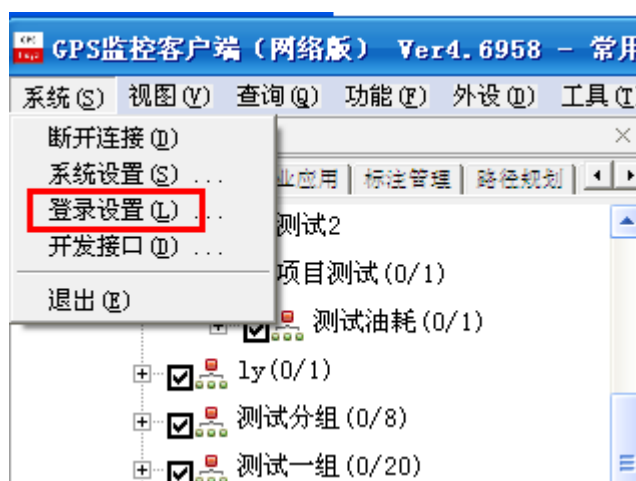 GPS监控客户端（网络版） Ver4.6958 - 常用
系统(S) 视图(V) 查询(Q) 功能(F) 外设(D) 工具(T
断开连接(D)
系统设置(S) ...
业应用 标注管理 路径规划
登录设置(L) ...
测试2
开发接口(D) ...
项目测试(0/1)
退出(E)
测试油耗(0/1)
ly(0/1)
测试分组(0/8)
测试一组(0/20)